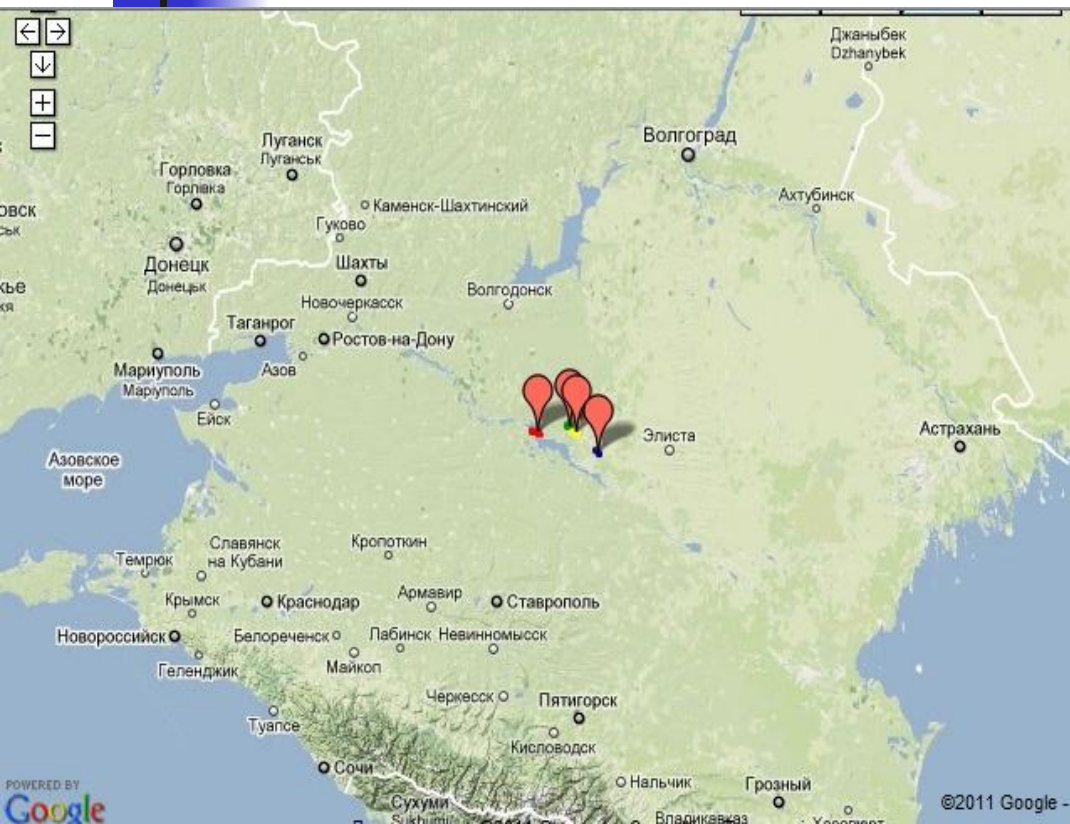 Джаныбек
Dzhanybek
Волгоград
Луганск
Луганськ
Горловка
Горлівка
Ахтубинск
Каменск-Шахтинский
овск
ськ
Гуково
Донецк
Донецьк
Шахты
Волгодонск
Новочеркасск
Таганрог
Ростов-на-Дону
Азов
Мариуполь
Маріуполь
Ейск
Элиста
Астрахань
Азовское
море
Темрюк
Славянск
на Кубани
Кропоткин
Крымск
Краснодар
Армавир
Ставрополь
Новороссийск
Белореченск
Лабинск
Невинномысск
Геленджик
Майкоп
Черкесск
Пятигорск
Туапсе
Кисловодск
Сочи
Нальчик
Грозный
POWERED BY
Google
Сухуми
Sukhumi
Владикавказ
©2011 Google -